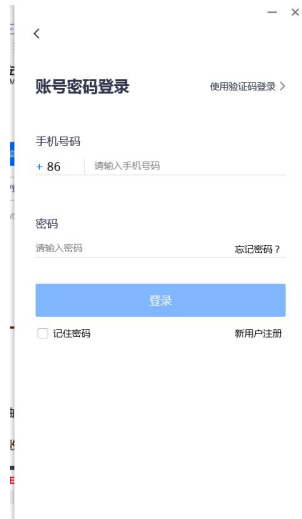 账号密码登录
使用验证码登录 >
手机号码
+ 86 请输入手机号码
密码
请输入密码 忘记密码？
登录
记住密码 新用户注册